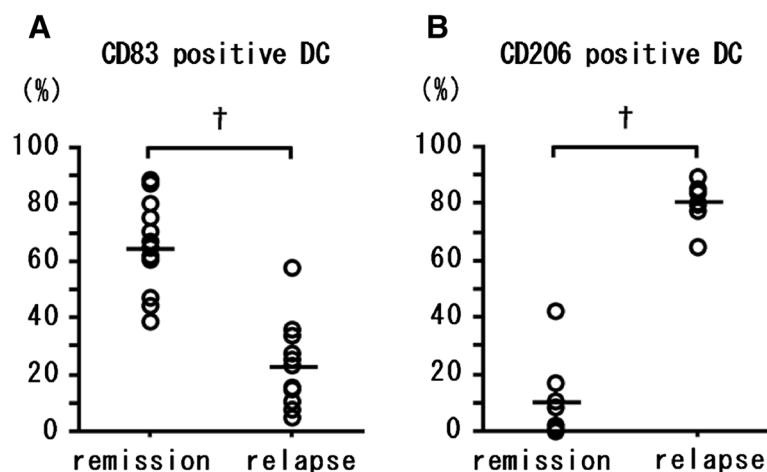 A
CD83 positive DC
(%)
†
100
80
60
40
20
0
remission relapse
B
CD206 positive DC
(%)
†
100
80
60
40
20
0
remission relapse